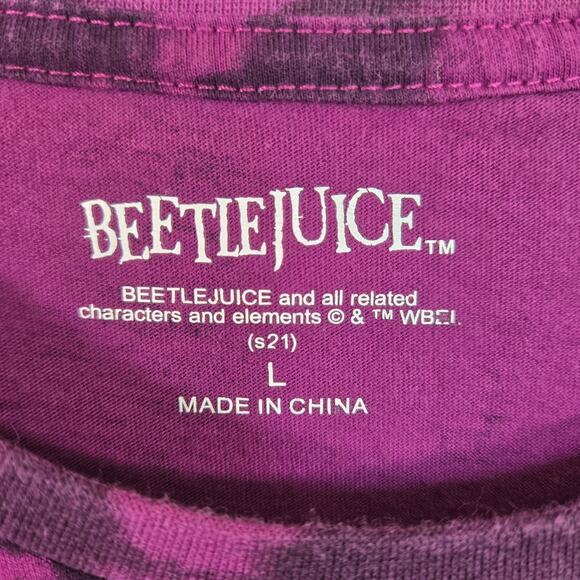 BEETLEJUICE™
BEETLEJUICE and all related
characters and elements © & ™ WBEI.
(s21)
L
MADE IN CHINA